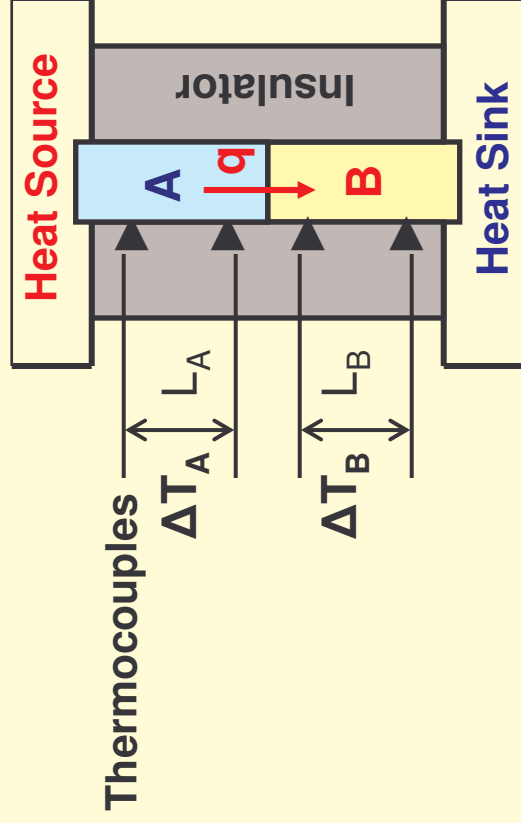 Heat Source
Insulator
A
q
B
Thermocouples
ΔT_A
L_A
ΔT_B
L_B
Heat Sink